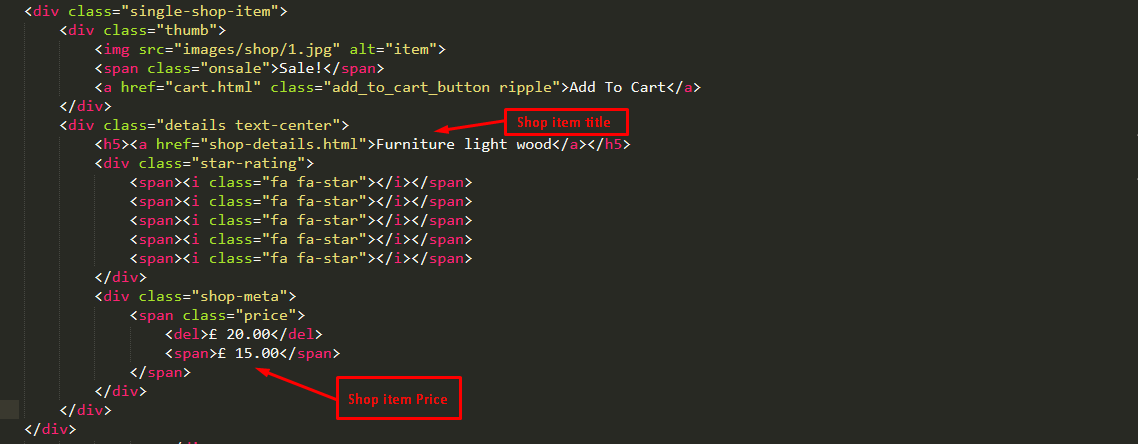 <div class="single-shop-item">
<div class="thumb">
<img src="images/shop/1.jpg" alt="item">
<span class="onsale">Sale!</span>
<a href="cart.html" class="add_to_cart_button ripple">Add To Cart</a>
</div>
<div class="details text-center">
Shop item title
<h5><a href="shop-details.html">Furniture light wood</a></h5>
<div class="star-rating">
<span><i class="fa fa-star"></i></span>
<span><i class="fa fa-star"></i></span>
<span><i class="fa fa-star"></i></span>
<span><i class="fa fa-star"></i></span>
<span><i class="fa fa-star"></i></span>
</div>
<div class="shop-meta">
<span class="price">
<del>£ 20.00</del>
<span>£ 15.00</span>
</span>
</div>
Shop item Price
</div>
</div>